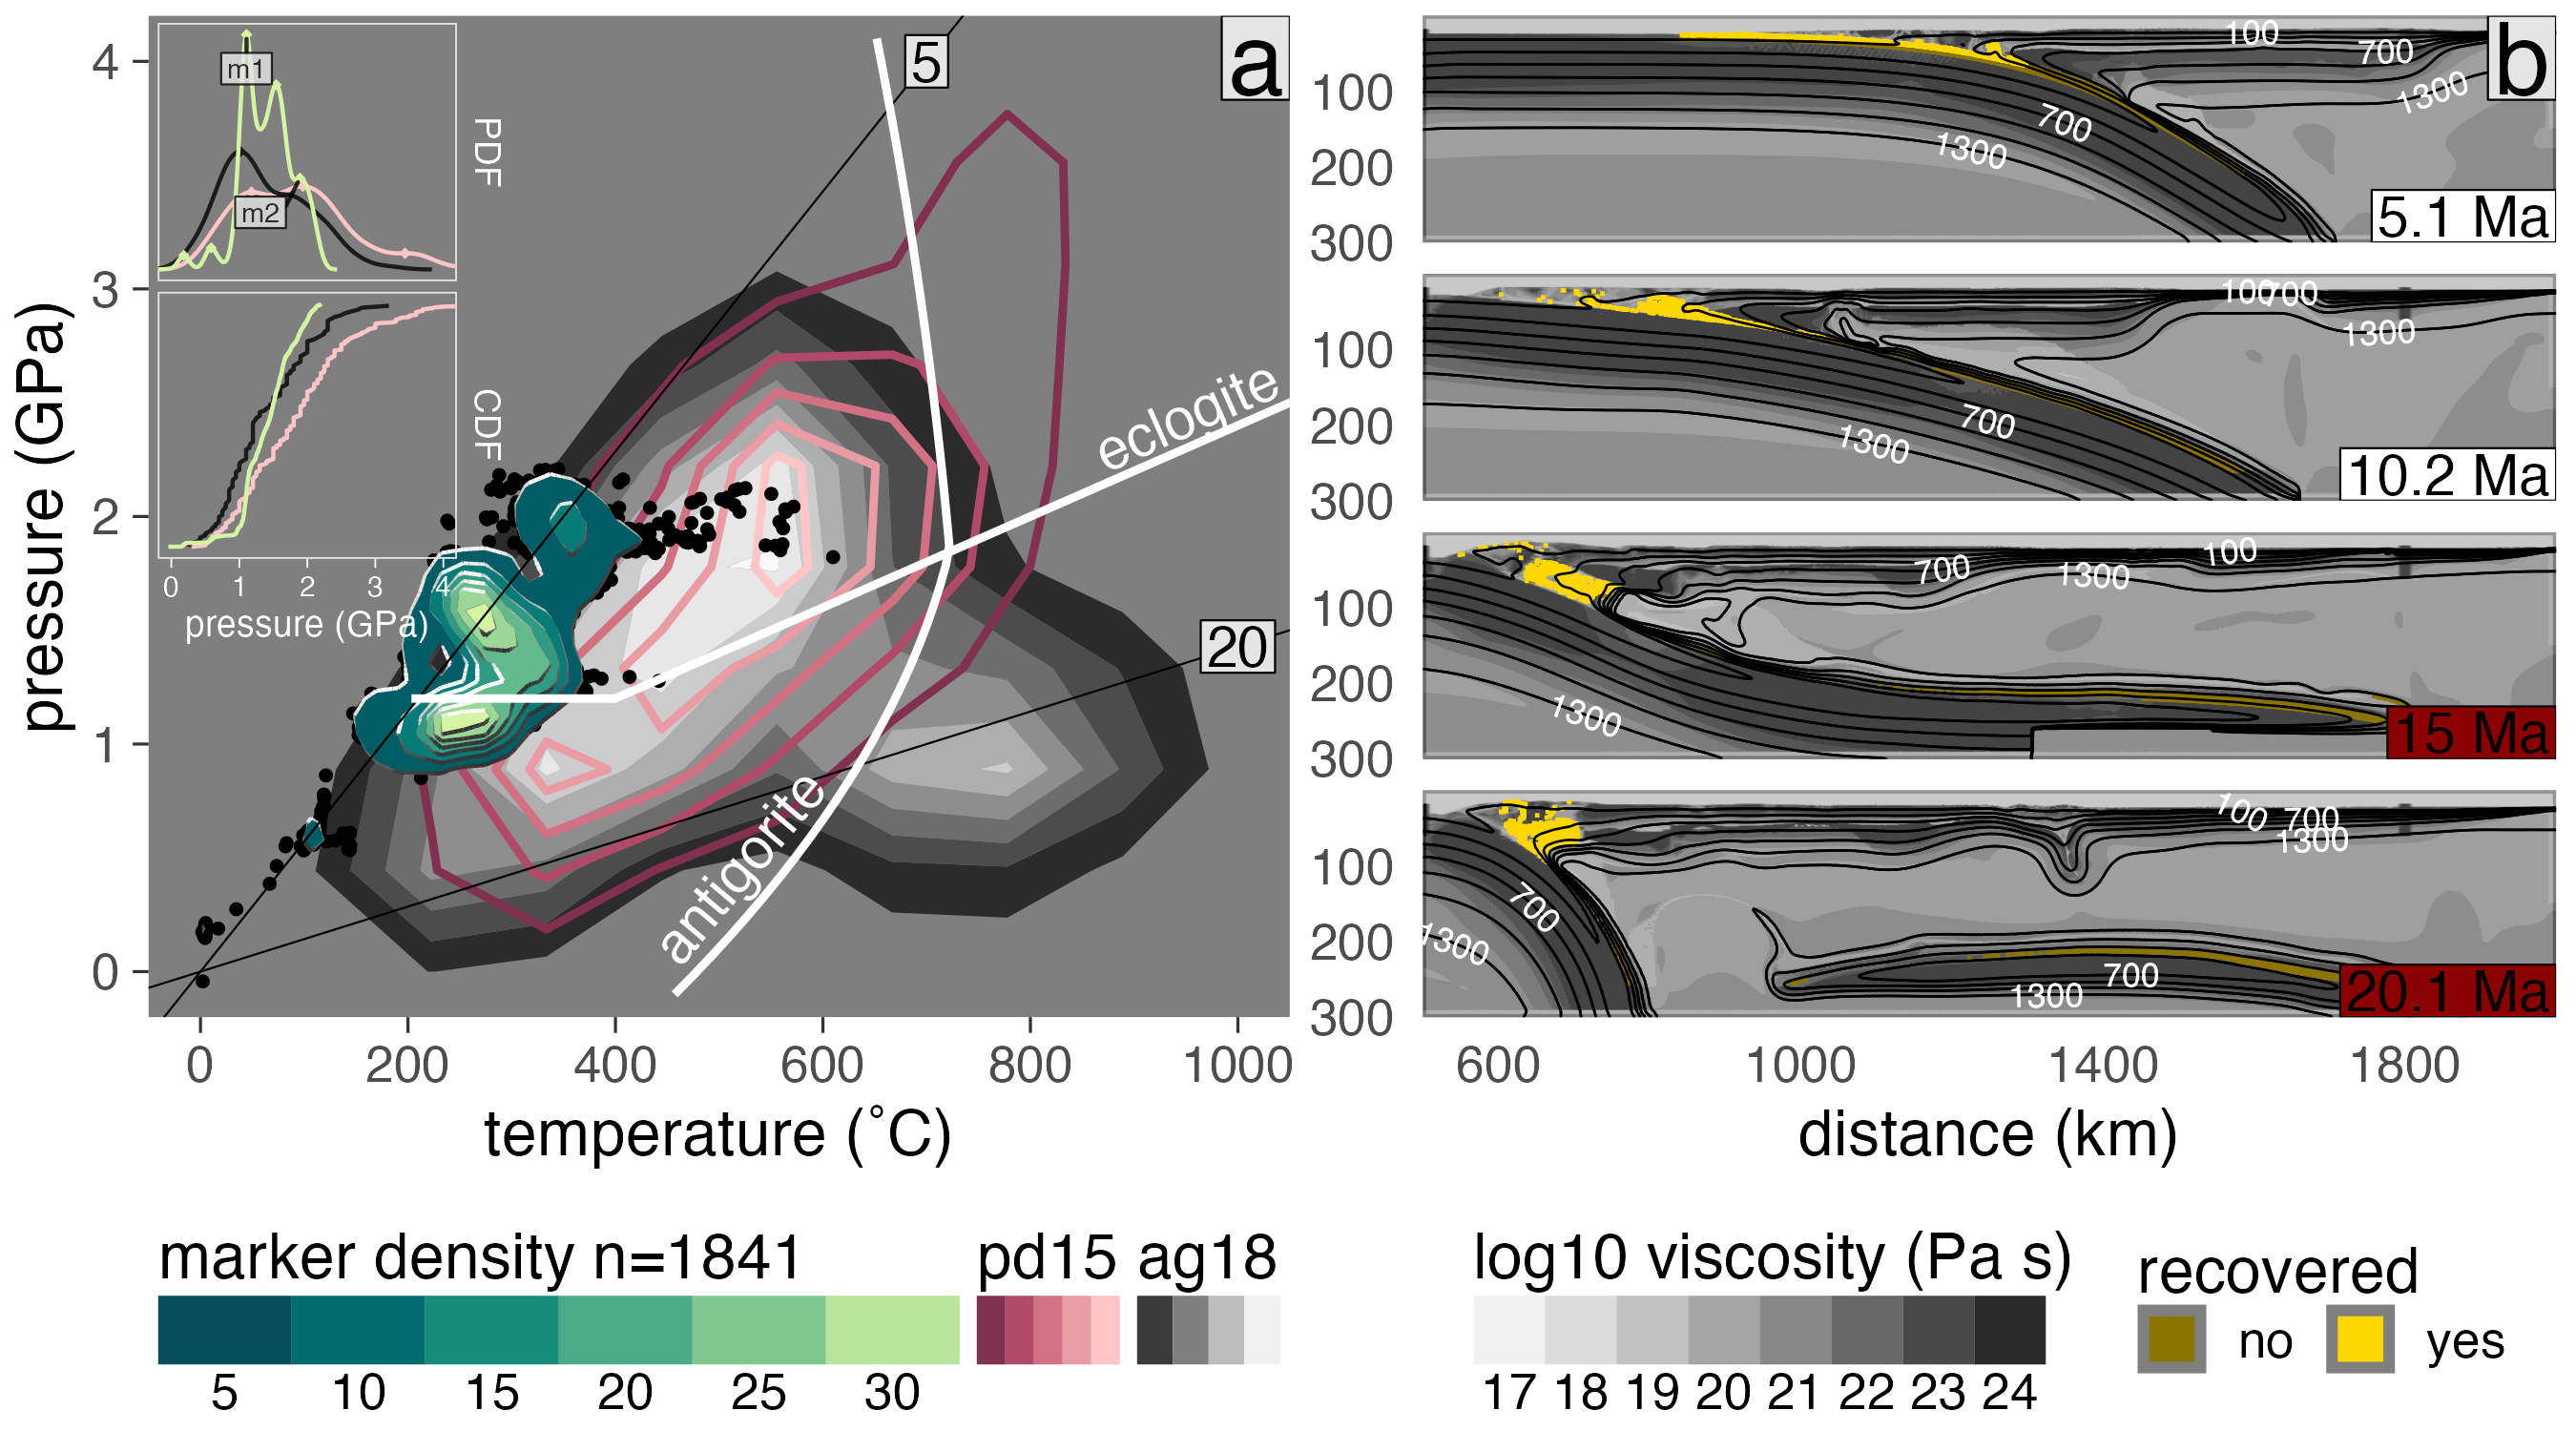 a
4
3
2
1
0
pressure (GPa)
0
200
400
600
800
1000
temperature (˚C)
5
20
eclogite
antigorite
m1
m2
PDF
CDF
0
1
2
3
4
pressure (GPa)
b
100
200
300
100
700
1300
700
1300
5.1 Ma
100
200
300
100
700
1300
700
1300
10.2 Ma
100
200
300
100
700
1300
1300
15 Ma
100
200
300
100
700
1300
700
1300
700
1300
20.1 Ma
600
1000
1400
1800
distance (km)
marker density n=1841
5 10 15 20 25 30
pd15 ag18
log10 viscosity (Pa s)
17 18 19 20 21 22 23 24
recovered
no yes